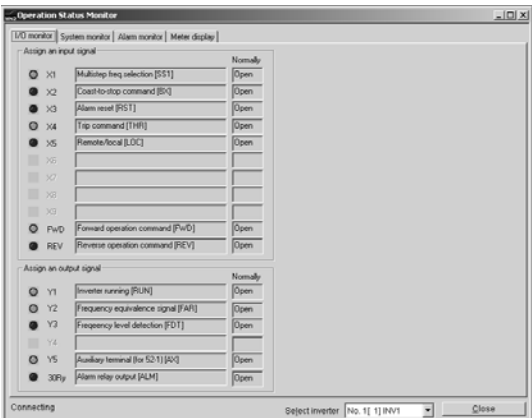 Operation Status Monitor
I/O monitor System monitor Alarm monitor Meter display
Assign an input signal
Normally
X1 Multistep freq. selection [SS1] Open
X2 Coast-to-stop command [BX] Open
X3 Alarm reset [RST] Open
X4 Trip command [THR] Open
X5 Remote/local [LOC] Open
X6
X7
X8
X9
FWD Forward operation command [FWD] Open
REV Reverse operation command [REV] Open
Assign an output signal
Normally
Y1 Inverter running [RUN] Open
Y2 Frequency equivalence signal [FAR] Open
Y3 Freqeency level detection [FDT] Open
Y4
Y5 Auxiliary terminal (for 52-1) [AX] Open
30Ry Alarm relay output [ALM] Open
Connecting
Select inverter No. 1[ 1] INV1 Close